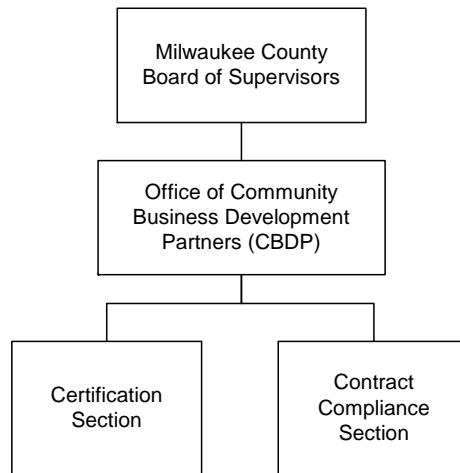 Milwaukee County
Board of Supervisors
Office of Community
Business Development
Partners (CBDP)
Certification
Section
Contract
Compliance
Section